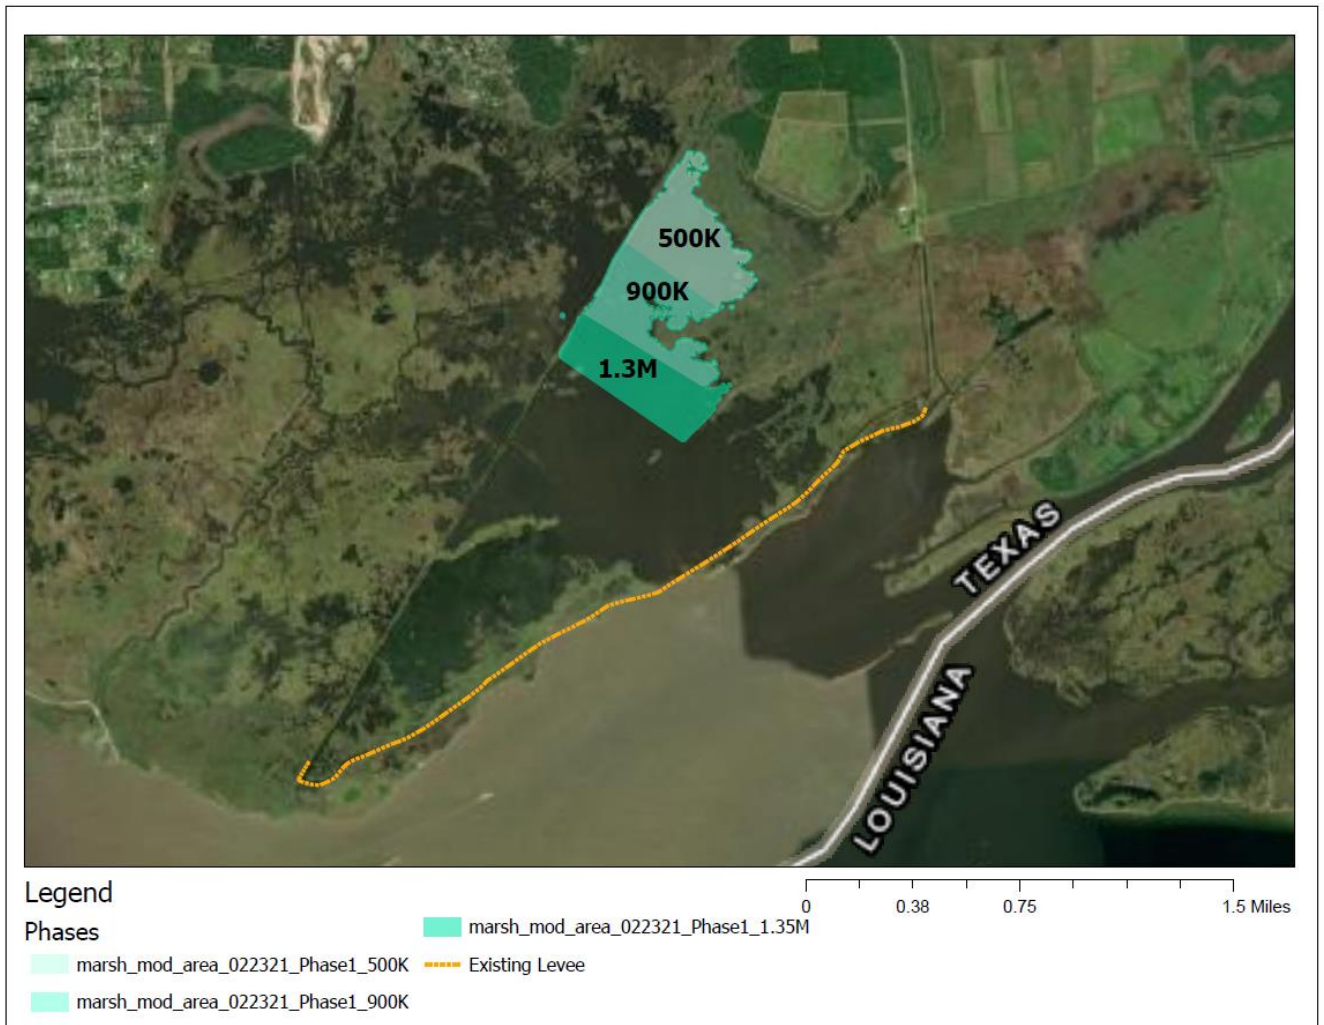 500K
900K
1.3M
TEXAS
LOUISIANA
Legend
Phases
marsh_mod_area_022321_Phase1_500K
marsh_mod_area_022321_Phase1_900K
marsh_mod_area_022321_Phase1_1.35M
Existing Levee
0 0.38 0.75 1.5 Miles